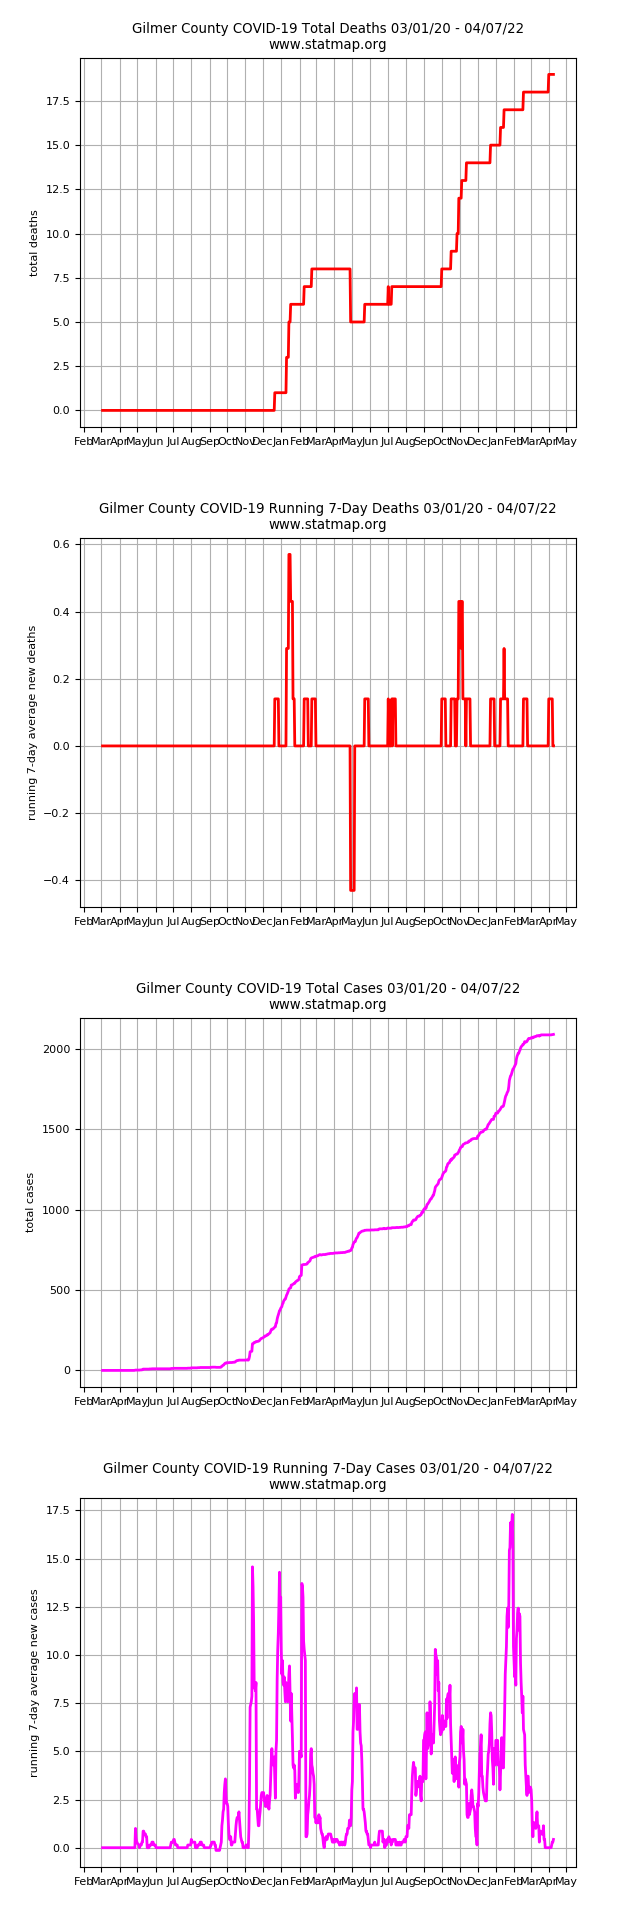 Gilmer County COVID-19 Total Deaths 03/01/20 - 04/07/22
www.statmap.org
total deaths
17.5
15.0
12.5
10.0
7.5
5.0
2.5
0.0
Feb Mar Apr May Jun Jul Aug Sep Oct Nov Dec Jan Feb Mar Apr May Jun Jul Aug Sep Oct Nov Dec Jan Feb Mar Apr May
Gilmer County COVID-19 Running 7-Day Deaths 03/01/20 - 04/07/22
www.statmap.org
running 7-day average new deaths
0.6
0.4
0.2
0.0
−0.2
−0.4
Feb Mar Apr May Jun Jul Aug Sep Oct Nov Dec Jan Feb Mar Apr May Jun Jul Aug Sep Oct Nov Dec Jan Feb Mar Apr May
Gilmer County COVID-19 Total Cases 03/01/20 - 04/07/22
www.statmap.org
total cases
2000
1500
1000
500
0
Feb Mar Apr May Jun Jul Aug Sep Oct Nov Dec Jan Feb Mar Apr May Jun Jul Aug Sep Oct Nov Dec Jan Feb Mar Apr May
Gilmer County COVID-19 Running 7-Day Cases 03/01/20 - 04/07/22
www.statmap.org
running 7-day average new cases
17.5
15.0
12.5
10.0
7.5
5.0
2.5
0.0
Feb Mar Apr May Jun Jul Aug Sep Oct Nov Dec Jan Feb Mar Apr May Jun Jul Aug Sep Oct Nov Dec Jan Feb Mar Apr May